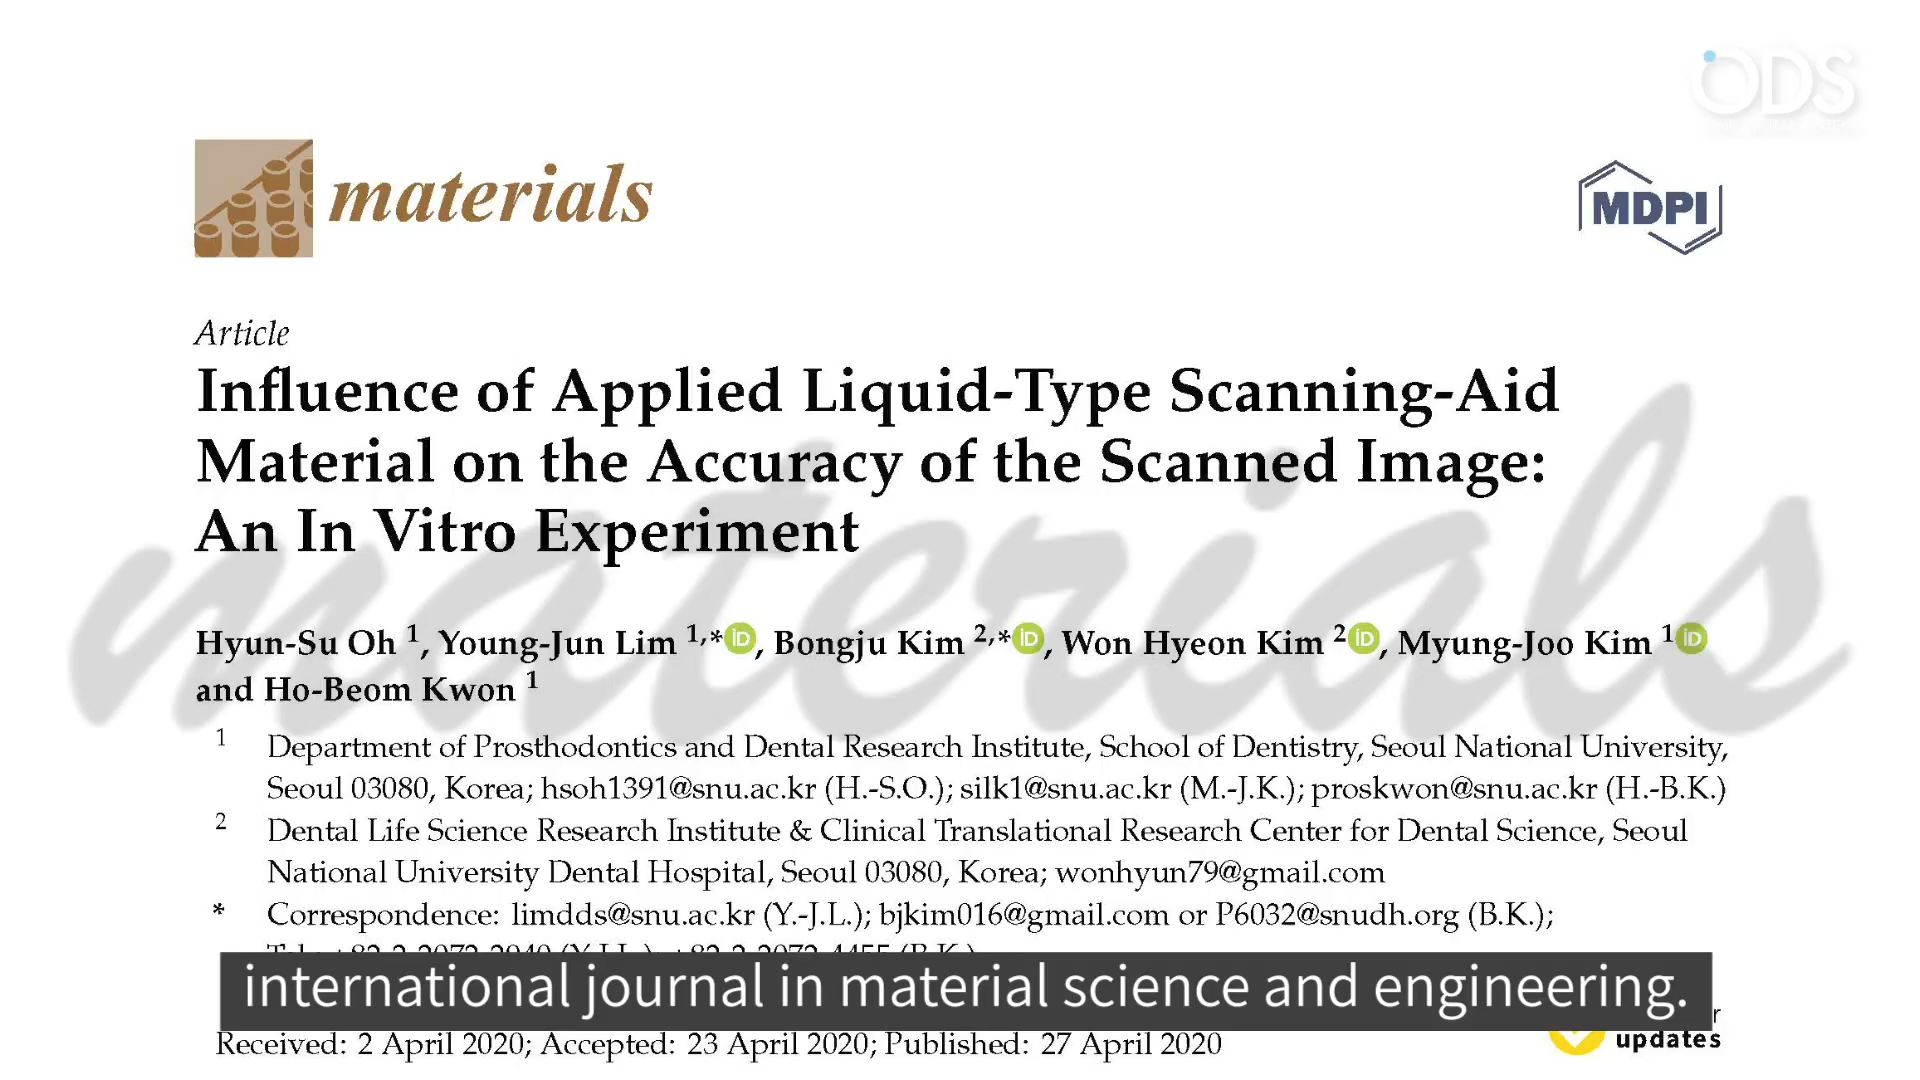 ODS
materials
MDPI
Article
Influence of Applied Liquid-Type Scanning-Aid
Material on the Accuracy of the Scanned Image:
An In Vitro Experiment
materials
Hyun-Su Oh 1, Young-Jun Lim 1,* iD, Bongju Kim 2,* iD, Won Hyeon Kim 2 iD, Myung-Joo Kim 1 iD
and Ho-Beom Kwon 1
1 Department of Prosthodontics and Dental Research Institute, School of Dentistry, Seoul National University,
Seoul 03080, Korea; hsoh1391@snu.ac.kr (H.-S.O.); silk1@snu.ac.kr (M.-J.K.); proskwon@snu.ac.kr (H.-B.K.)
2 Dental Life Science Research Institute & Clinical Translational Research Center for Dental Science, Seoul
National University Dental Hospital, Seoul 03080, Korea; wonhyun79@gmail.com
* Correspondence: limdds@snu.ac.kr (Y.-J.L.); bjkim016@gmail.com or P6032@snudh.org (B.K.);
international journal in material science and engineering.
updates
Received: 2 April 2020; Accepted: 23 April 2020; Published: 27 April 2020